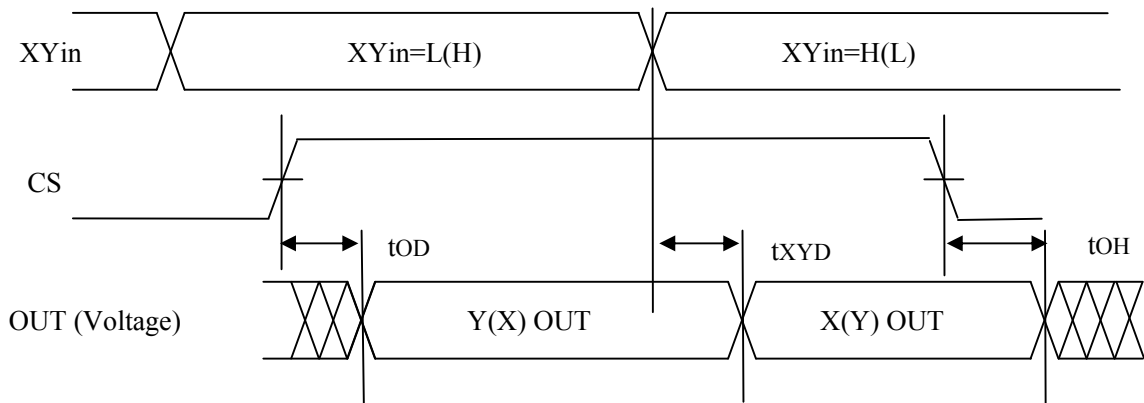 XYin XYin=L(H) XYin=H(L)
CS
tOD tXYD tOH
OUT (Voltage) Y(X) OUT X(Y) OUT